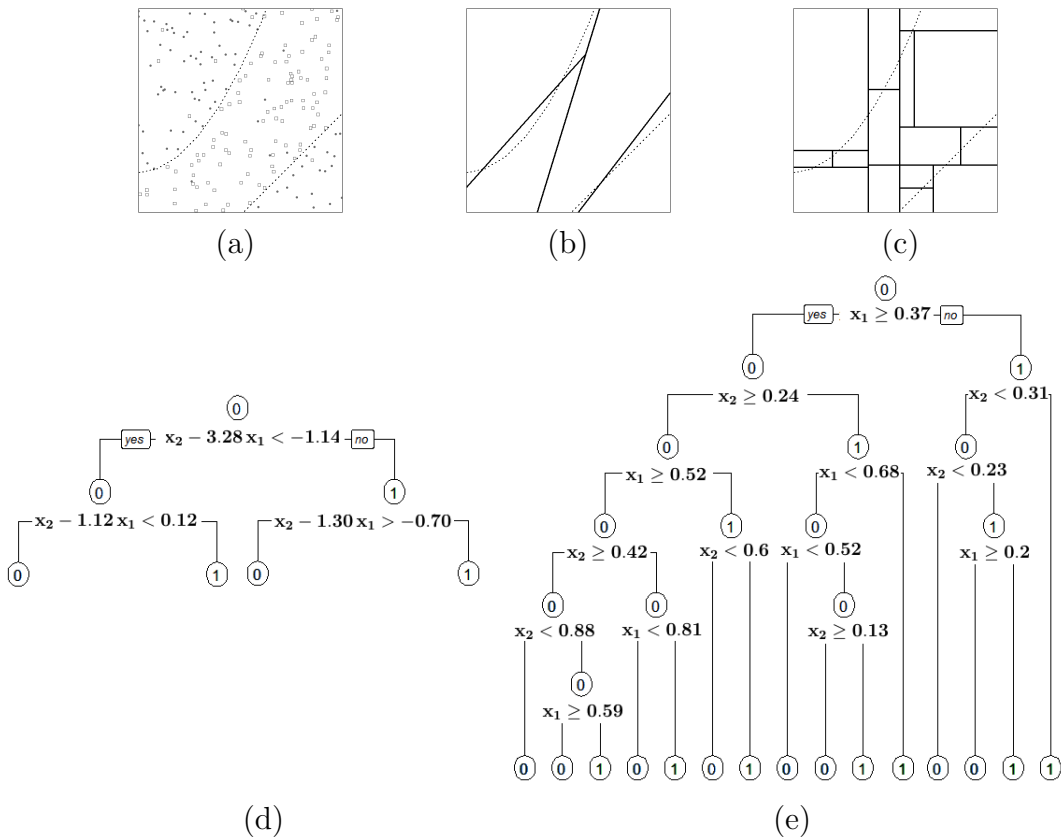 (a) (b) (c)
0
yes x₁ ≥ 0.37 no
0 1
x₂ ≥ 0.24 x₂ < 0.31
0 1 0
x₁ ≥ 0.52 x₁ < 0.68 x₂ < 0.23
0 1 0 1
x₂ ≥ 0.42 x₂ < 0.6 x₁ < 0.52 x₁ ≥ 0.2
0 0 0
x₂ < 0.88 x₁ < 0.81 x₂ ≥ 0.13
0
x₁ ≥ 0.59
0 0 1 0 1 0 1 0 0 1 1 0 0 1 1
0
yes x₂ − 3.28 x₁ < −1.14 no
0 1
x₂ − 1.12 x₁ < 0.12 x₂ − 1.30 x₁ > −0.70
0 1 0 1
(d) (e)